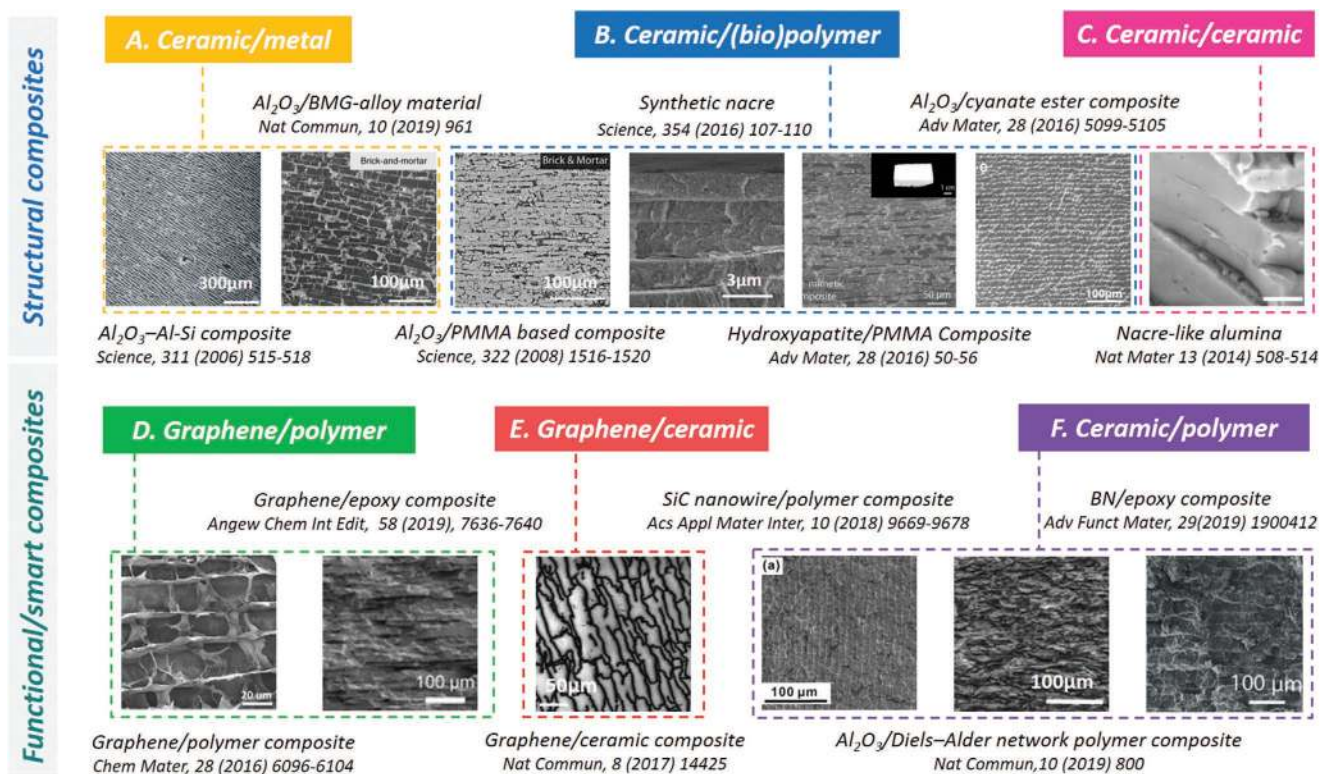 Structural composites
A. Ceramic/metal
B. Ceramic/(bio)polymer
C. Ceramic/ceramic
Al₂O₃/BMG-alloy material
Nat Commun, 10 (2019) 961
Synthetic nacre
Science, 354 (2016) 107-110
Al₂O₃/cyanate ester composite
Adv Mater, 28 (2016) 5099-5105
300μm
Brick-and-mortar
100μm
Brick & Mortar
100μm
3μm
1 cm
50 μm
100μm
Al₂O₃–Al-Si composite
Science, 311 (2006) 515-518
Al₂O₃/PMMA based composite
Science, 322 (2008) 1516-1520
Hydroxyapatite/PMMA Composite
Adv Mater, 28 (2016) 50-56
Nacre-like alumina
Nat Mater 13 (2014) 508-514
Functional/smart composites
D. Graphene/polymer
E. Graphene/ceramic
F. Ceramic/polymer
Graphene/epoxy composite
Angew Chem Int Edit, 58 (2019), 7636-7640
SiC nanowire/polymer composite
Acs Appl Mater Inter, 10 (2018) 9669-9678
BN/epoxy composite
Adv Funct Mater, 29(2019) 1900412
20 um
100 μm
50μm
(a)
100 μm
100μm
100 μm
Graphene/polymer composite
Chem Mater, 28 (2016) 6096-6104
Graphene/ceramic composite
Nat Commun, 8 (2017) 14425
Al₂O₃/Diels–Alder network polymer composite
Nat Commun,10 (2019) 800